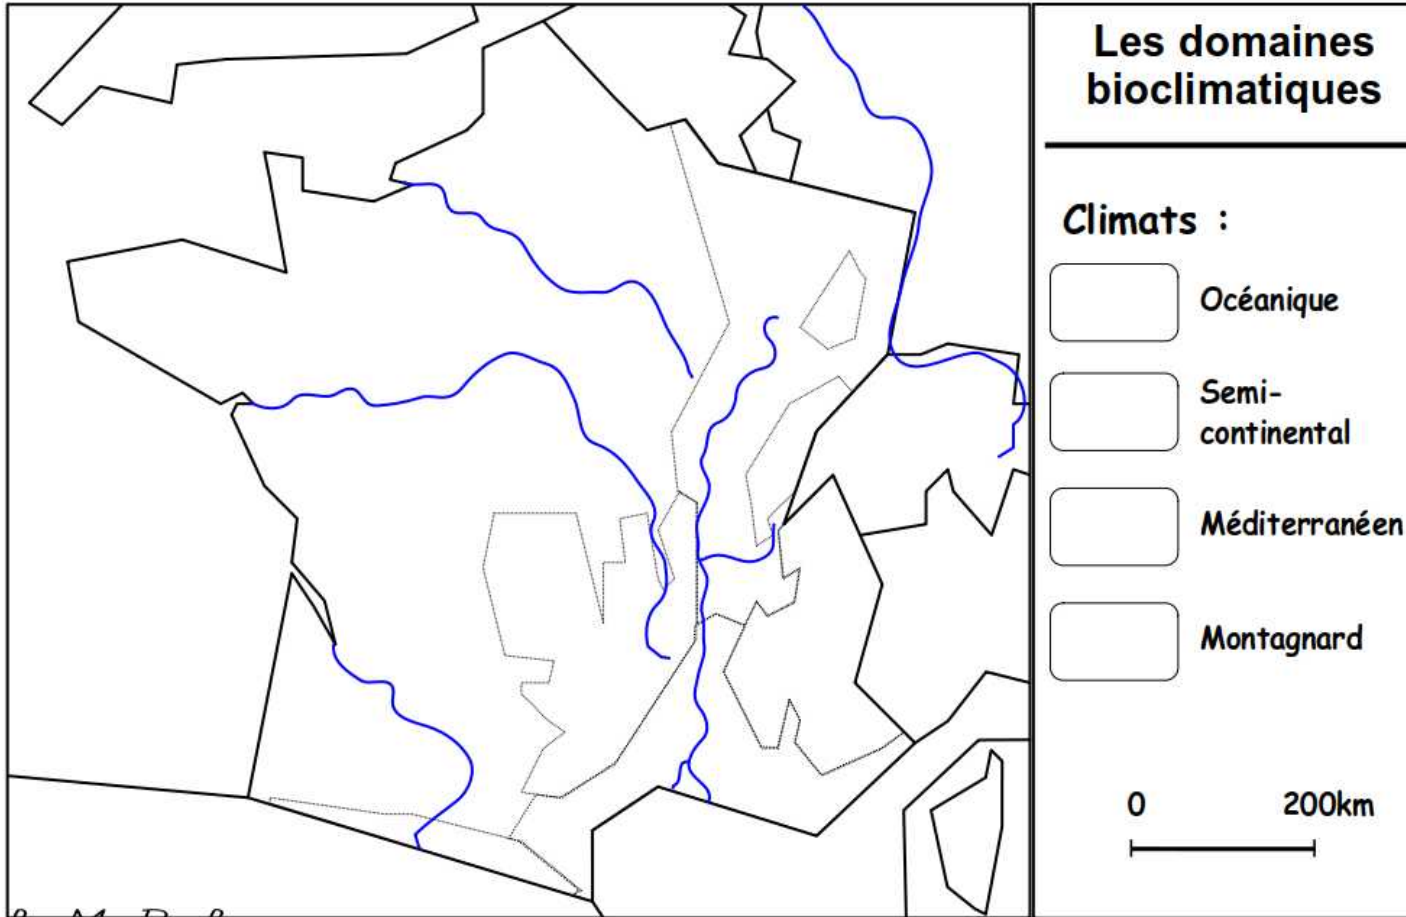 Les domaines
bioclimatiques
Climats :
Océanique
Semi-
continental
Méditerranéen
Montagnard
0 200km